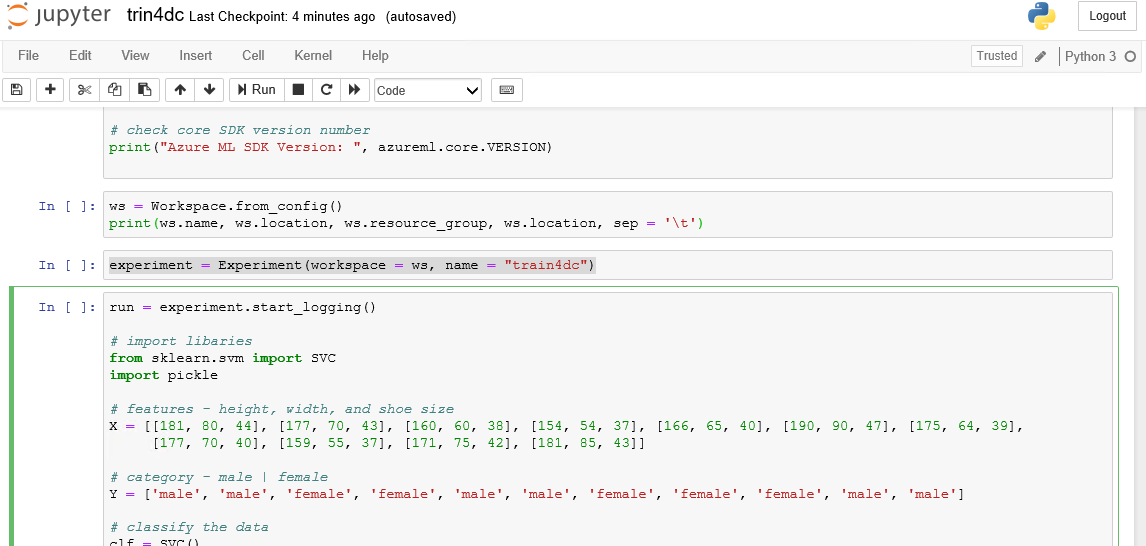 jupyter trin4dc Last Checkpoint: 4 minutes ago (autosaved) Logout
File Edit View Insert Cell Kernel Help Trusted Python 3
Run Code
# check core SDK version number
print("Azure ML SDK Version: ", azureml.core.VERSION)
In [ ]: ws = Workspace.from_config()
print(ws.name, ws.location, ws.resource_group, ws.location, sep = '\t')
In [ ]: experiment = Experiment(workspace = ws, name = "train4dc")
In [ ]: run = experiment.start_logging()
# import libaries
from sklearn.svm import SVC
import pickle
# features - height, width, and shoe size
X = [[181, 80, 44], [177, 70, 43], [160, 60, 38], [154, 54, 37], [166, 65, 40], [190, 90, 47], [175, 64, 39],
[177, 70, 40], [159, 55, 37], [171, 75, 42], [181, 85, 43]]
# category - male | female
Y = ['male', 'male', 'female', 'female', 'male', 'male', 'female', 'female', 'female', 'male', 'male']
# classify the data
clf = SVC()